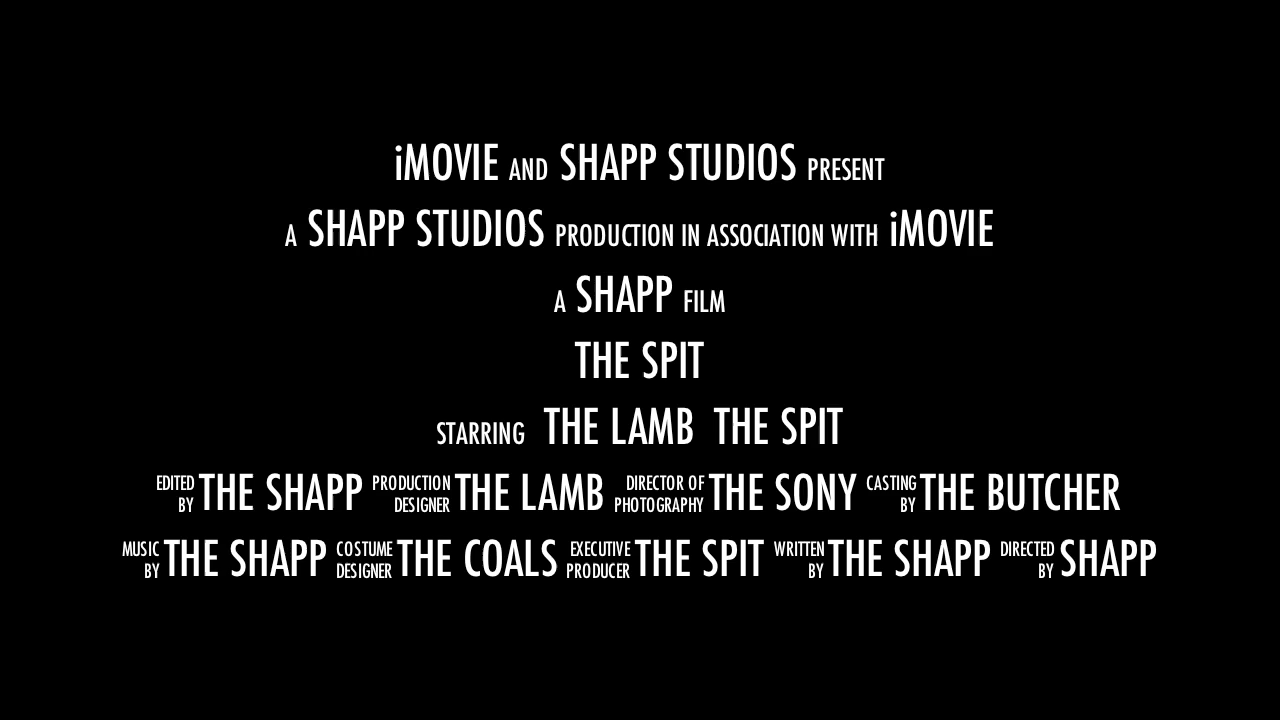 iMOVIE AND SHAPP STUDIOS PRESENT
A SHAPP STUDIOS PRODUCTION IN ASSOCIATION WITH iMOVIE
A SHAPP FILM
THE SPIT
STARRING THE LAMB THE SPIT
EDITED BY THE SHAPP PRODUCTION DESIGNER THE LAMB DIRECTOR OF PHOTOGRAPHY THE SONY CASTING BY THE BUTCHER
MUSIC BY THE SHAPP COSTUME DESIGNER THE COALS EXECUTIVE PRODUCER THE SPIT WRITTEN BY THE SHAPP DIRECTED BY SHAPP